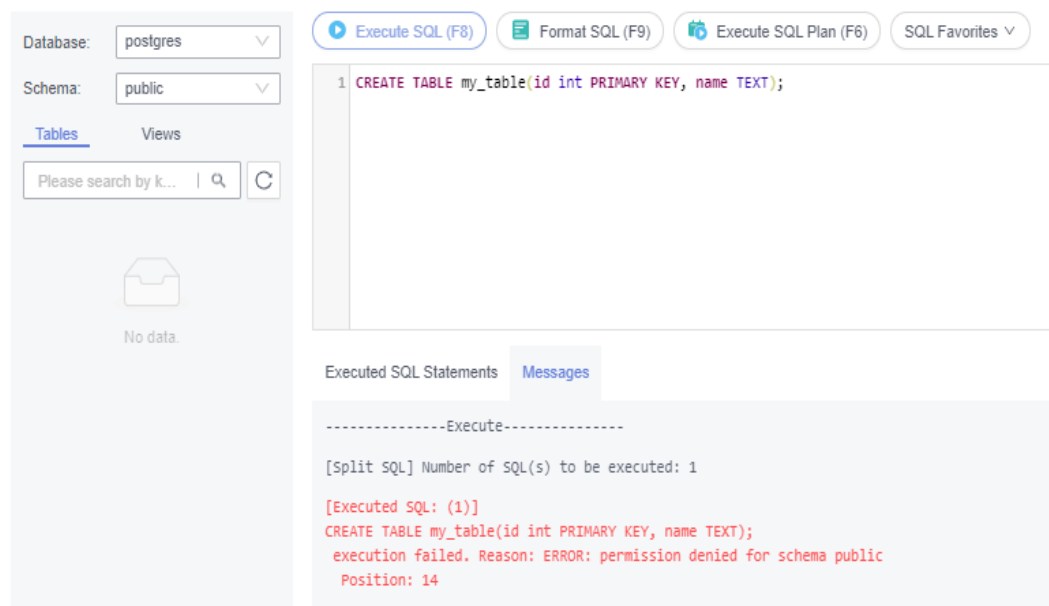 Database:
postgres
Schema:
public
Tables
Views
Please search by k...
No data.
Execute SQL (F8)
Format SQL (F9)
Execute SQL Plan (F6)
SQL Favorites
1 CREATE TABLE my_table(id int PRIMARY KEY, name TEXT);
Executed SQL Statements
Messages
---------------Execute---------------
[Split SQL] Number of SQL(s) to be executed: 1
[Executed SQL: (1)]
CREATE TABLE my_table(id int PRIMARY KEY, name TEXT);
execution failed. Reason: ERROR: permission denied for schema public
Position: 14